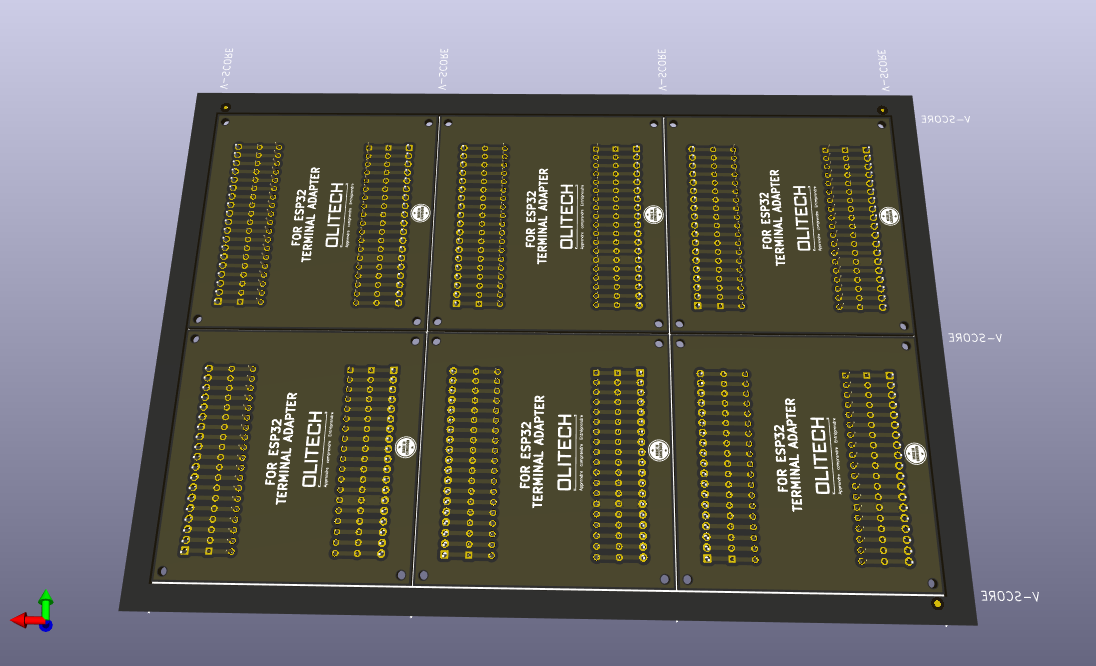 V-SCORE
V-SCORE
V-SCORE
V-SCORE
V-SCORE
FOR ESP32
TERMINAL ADAPTER
OLITECH
FOR ESP32
TERMINAL ADAPTER
OLITECH
FOR ESP32
TERMINAL ADAPTER
OLITECH
V-SCORE
FOR ESP32
TERMINAL ADAPTER
OLITECH
FOR ESP32
TERMINAL ADAPTER
OLITECH
FOR ESP32
TERMINAL ADAPTER
OLITECH
V-SCORE